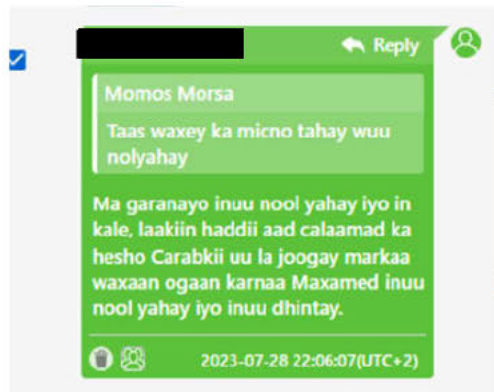 Reply
Momos Morsa
Taas waxey ka micno tahay wuu
nolyahay
Ma garanayo inuu nool yahay iyo in
kale, laakiin haddii aad calaamad ka
hesho Carabkii uu la joogay markaa
waxaan ogaan karnaa Maxamed inuu
nool yahay iyo inuu dhintay.
2023-07-28 22:06:07(UTC+2)